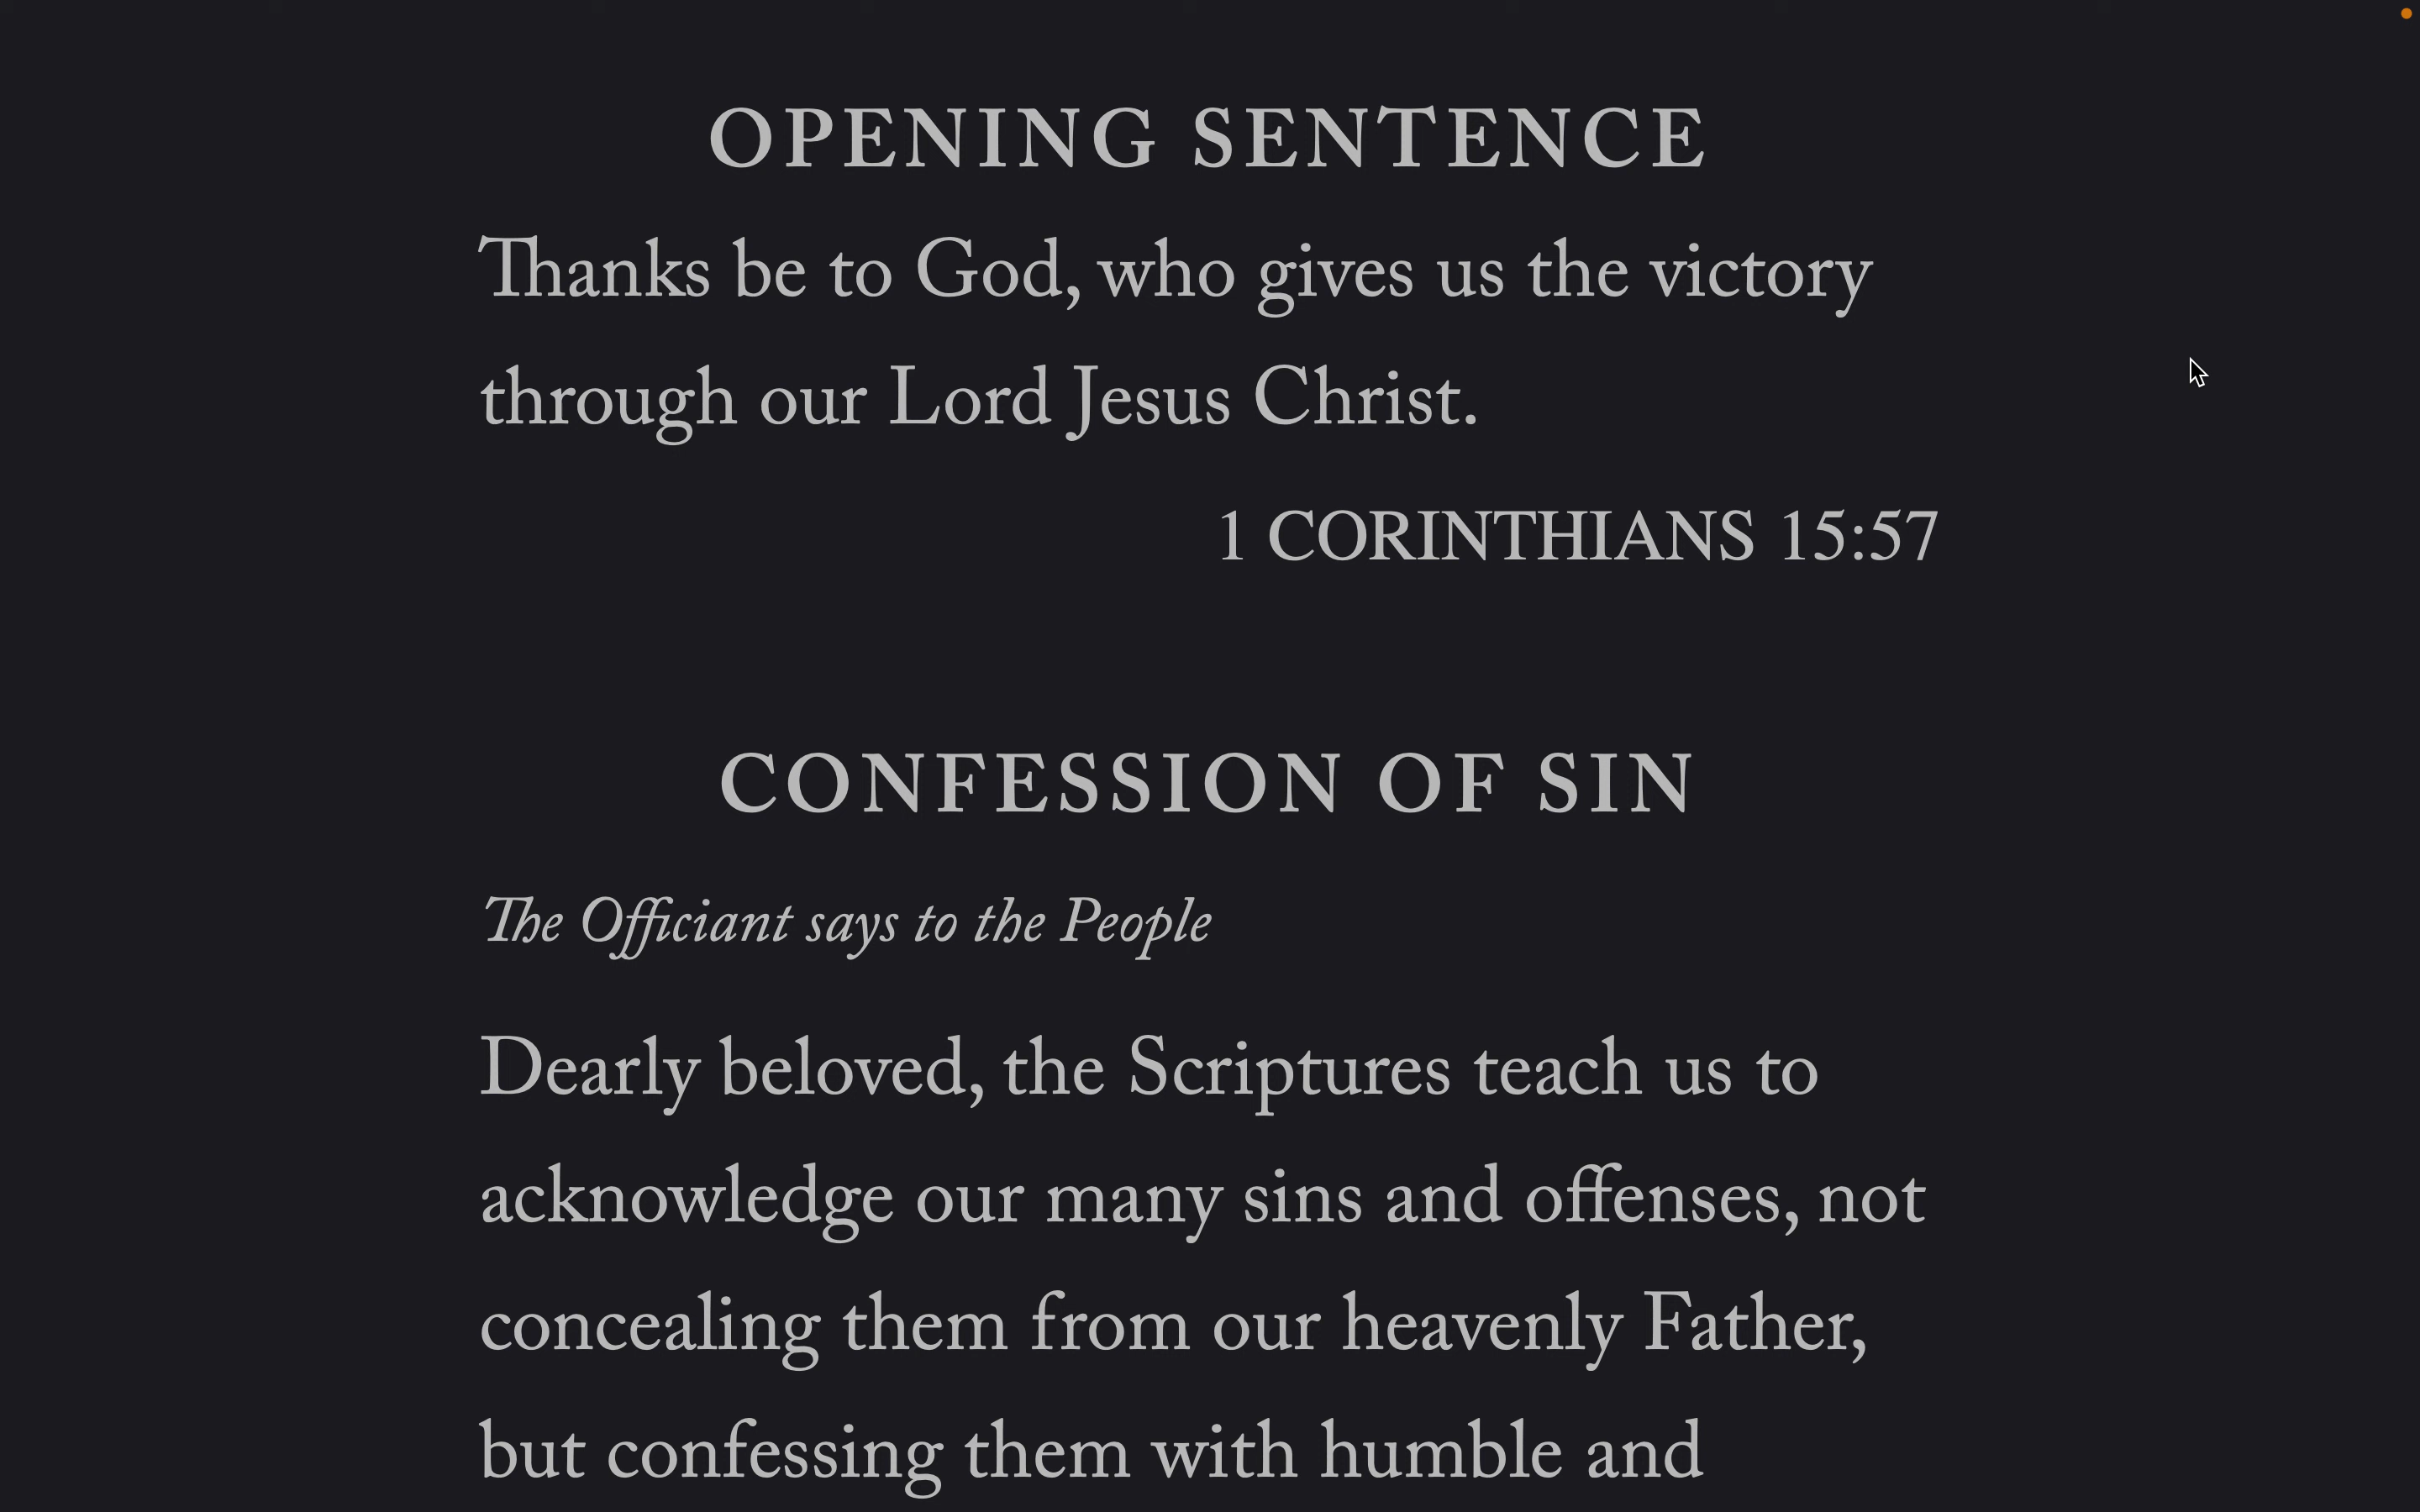 OPENING SENTENCE
Thanks be to God, who gives us the victory
through our Lord Jesus Christ.
1 CORINTHIANS 15:57
CONFESSION OF SIN
The Officiant says to the People
Dearly beloved, the Scriptures teach us to
acknowledge our many sins and offenses, not
concealing them from our heavenly Father,
but confessing them with humble and